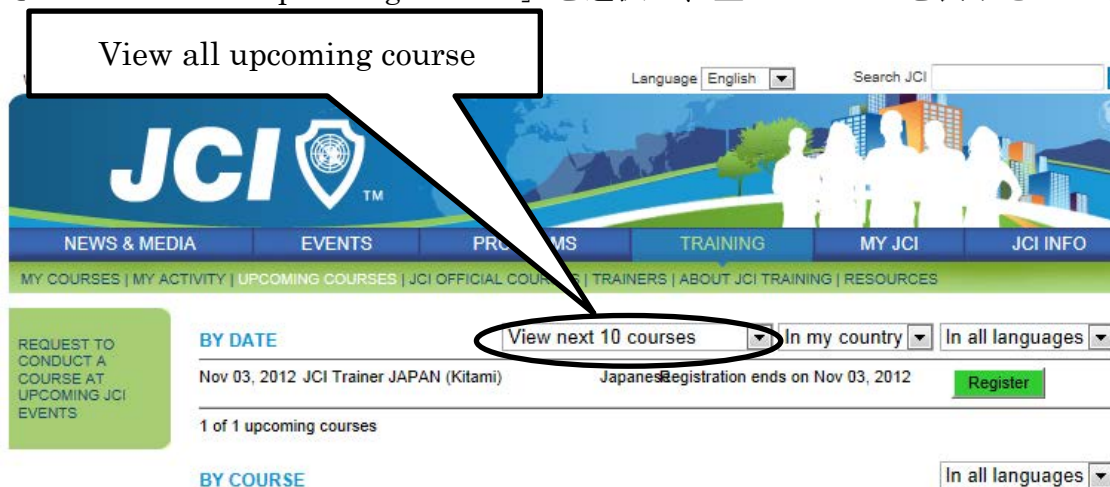 View all upcoming course
Language English Search JCI
JCI TM
NEWS & MEDIA EVENTS TRAINING MY JCI JCI INFO
MY COURSES | MY ACTIVITY | UPCOMING COURSES | JCI OFFICIAL | TRAINERS | ABOUT JCI TRAINING | RESOURCES
REQUEST TO
CONDUCT A
COURSE AT
UPCOMING JCI
EVENTS
BY DATE View next 10 courses In my country In all languages
Nov 03, 2012 JCI Trainer JAPAN (Kitami) Japanese Registration ends on Nov 03, 2012 Register
1 of 1 upcoming courses
BY COURSE In all languages